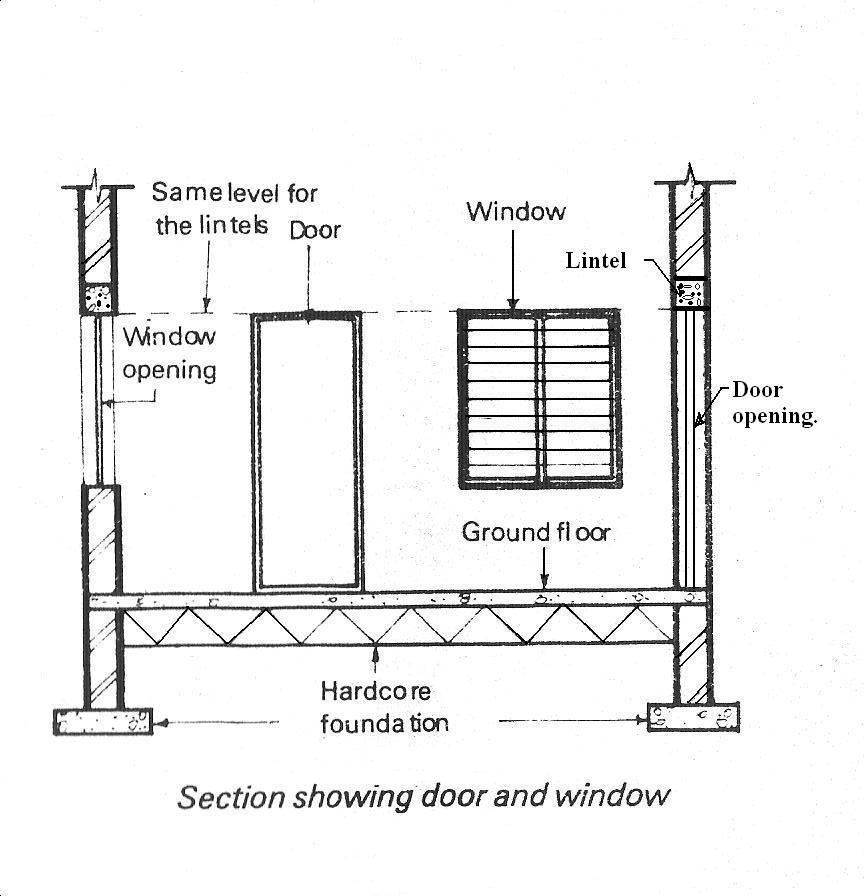 Same level for
the lintels
Door
Window
Lintel
Window
opening
Door
opening.
Ground floor
Hardcore
foundation
Section showing door and window